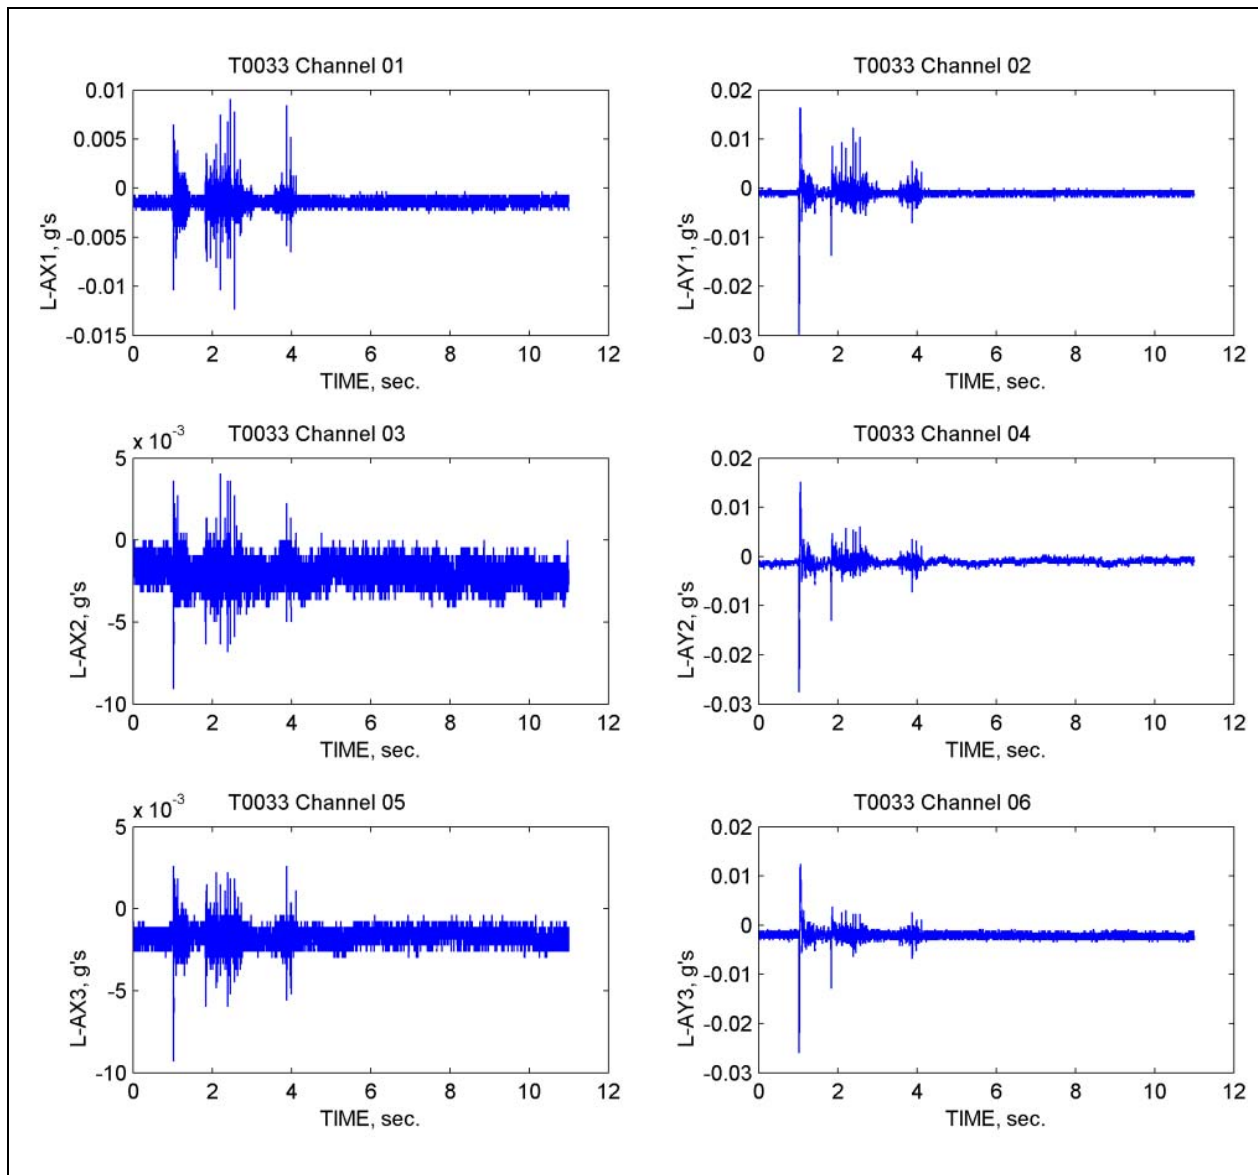 T0033 Channel 01
0.01
0.005
0
-0.005
-0.01
-0.015
L-AX1, g's
0 2 4 6 8 10 12
TIME, sec.
T0033 Channel 02
0.02
0.01
0
-0.01
-0.02
-0.03
L-AY1, g's
0 2 4 6 8 10 12
TIME, sec.
x 10^-3
T0033 Channel 03
5
0
-5
-10
L-AX2, g's
0 2 4 6 8 10 12
TIME, sec.
T0033 Channel 04
0.02
0.01
0
-0.01
-0.02
-0.03
L-AY2, g's
0 2 4 6 8 10 12
TIME, sec.
x 10^-3
T0033 Channel 05
5
0
-5
-10
L-AX3, g's
0 2 4 6 8 10 12
TIME, sec.
T0033 Channel 06
0.02
0.01
0
-0.01
-0.02
-0.03
L-AY3, g's
0 2 4 6 8 10 12
TIME, sec.